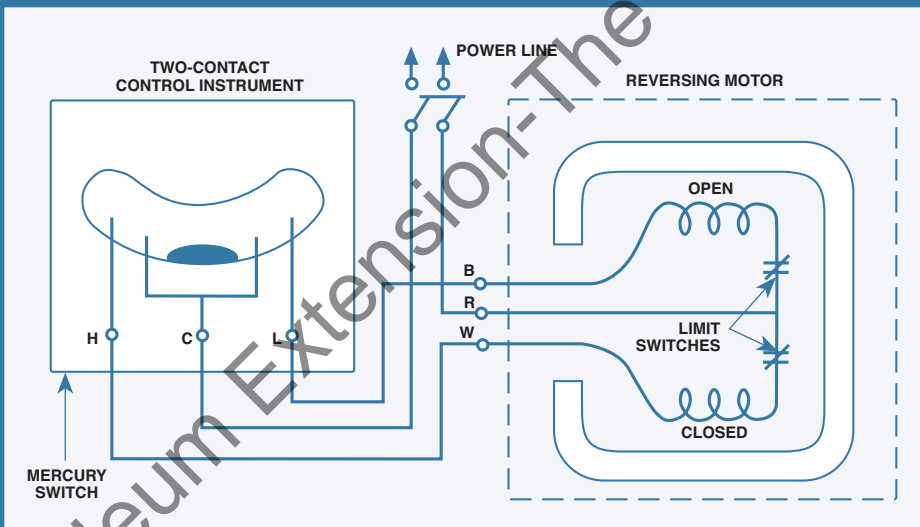 TWO-CONTACT
CONTROL INSTRUMENT
POWER LINE
REVERSING MOTOR
OPEN
B
R
W
H
C
L
LIMIT
SWITCHES
CLOSED
MERCURY
SWITCH
leum Extension-The